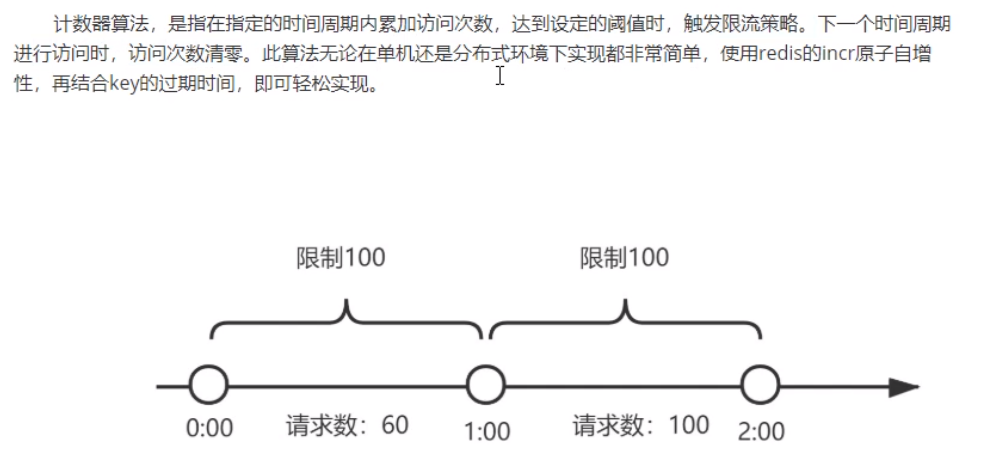 计数器算法，是指在指定的时间周期内累加访问次数，达到设定的阈值时，触发限流策略。下一个时间周期
进行访问时，访问次数清零。此算法无论在单机还是分布式环境下实现都非常简单，使用redis的incr原子自增
性，再结合key的过期时间，即可轻松实现。
限制100 限制100
0:00 请求数：60 1:00 请求数：100 2:00